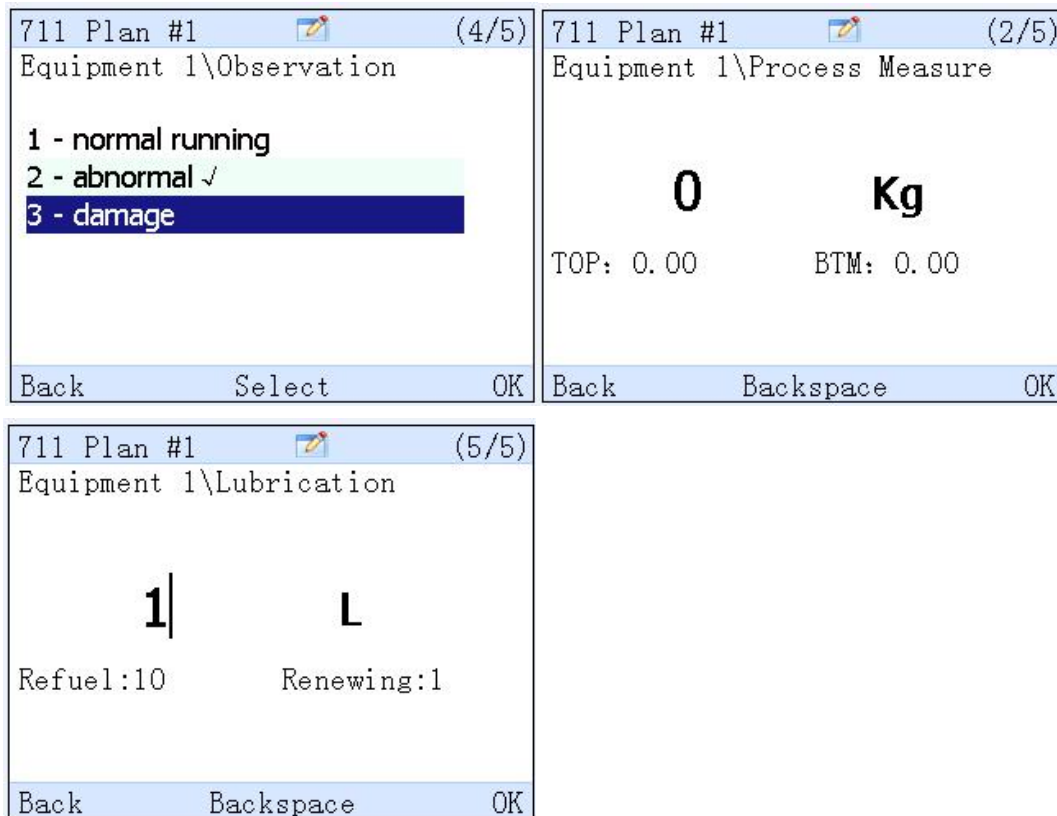 711 Plan #1 (4/5)
Equipment 1\Observation
1 - normal running
2 - abnormal √
3 - damage
Back Select OK
711 Plan #1 (2/5)
Equipment 1\Process Measure
0 Kg
TOP: 0.00 BTM: 0.00
Back Backspace OK
711 Plan #1 (5/5)
Equipment 1\Lubrication
1 L
Refuel:10 Renewing:1
Back Backspace OK